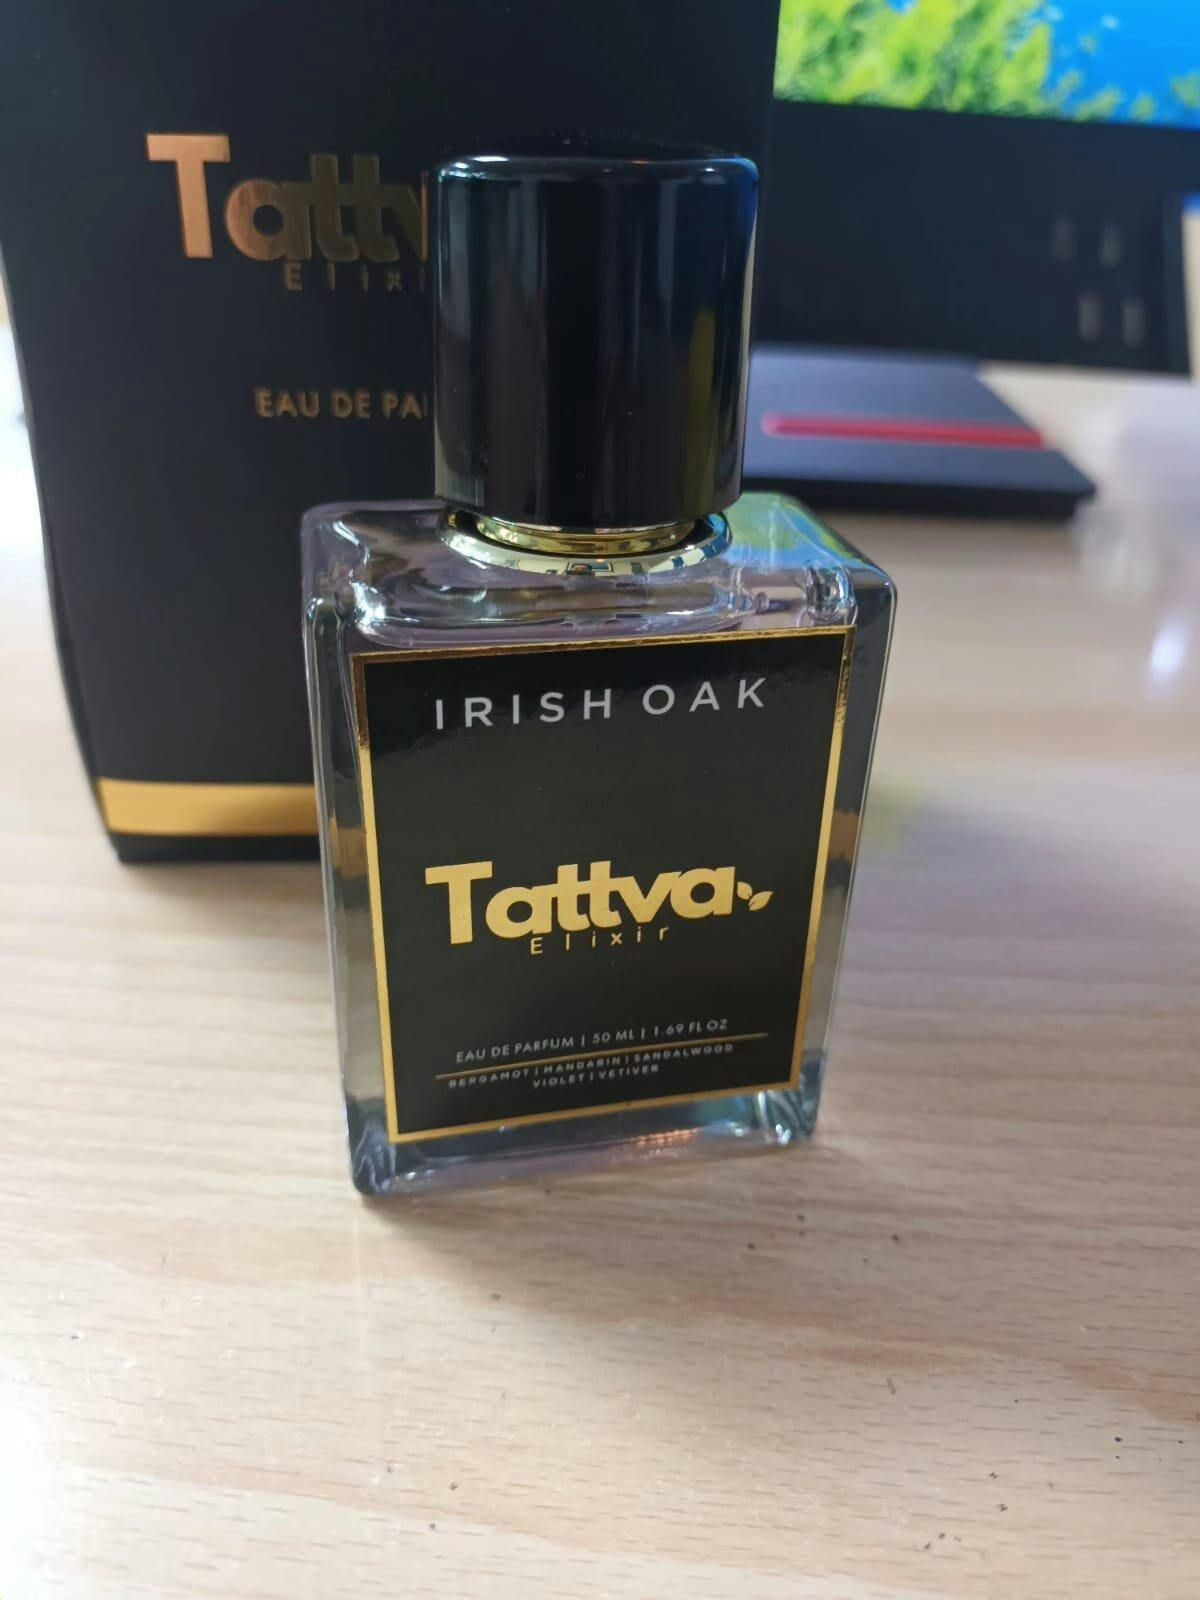 Tattv
Elixi
EAU DE PA
IRISH OAK
Tattva
Elixir
EAU DE PARFUM | 50 ML | 1.69 FL OZ
BERGAMOT | MANDARIN | SANDALWOOD
VIOLET | VETIVER